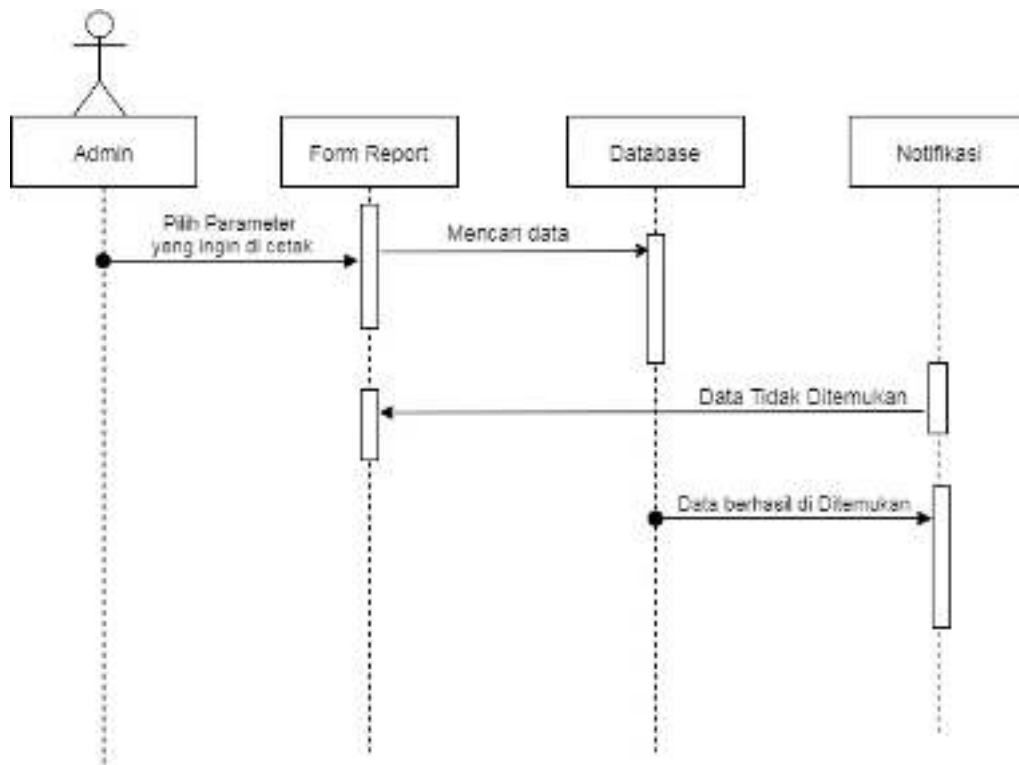 Admin
Form Report
Database
Notifikasi
Pilih Parameter
yang ingin di cetak
Mencari data
Data Tidak Ditemukan
Data berhasil di Ditemukan